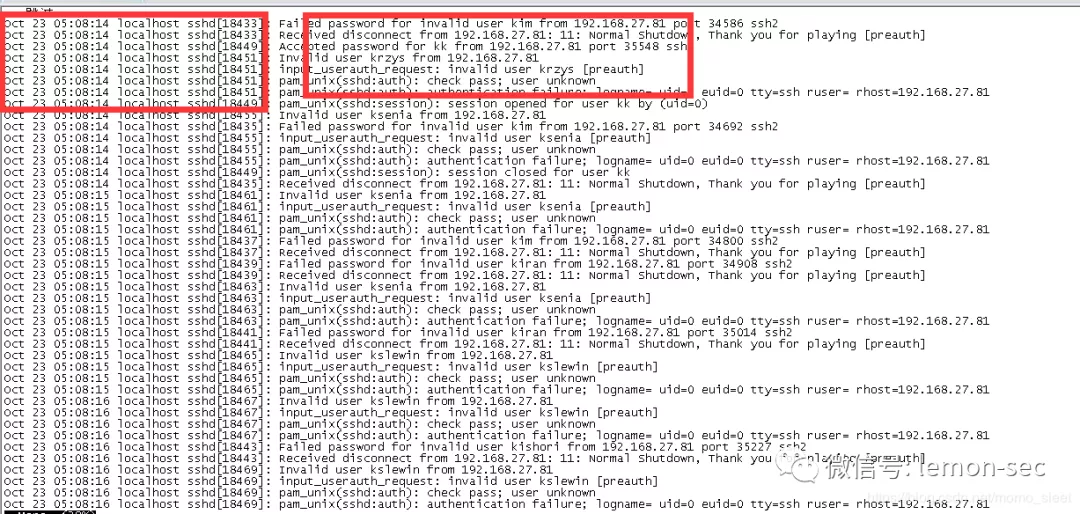 Oct 23 05:08:14 localhost sshd[18433]: Failed password for invalid user kim from 192.168.27.81 port 34586 ssh2
Oct 23 05:08:14 localhost sshd[18433]: Received disconnect from 192.168.27.81: 11: Normal Shutdown, Thank you for playing [preauth]
Oct 23 05:08:14 localhost sshd[18449]: Accepted password for kk from 192.168.27.81 port 35548 ssh
Oct 23 05:08:14 localhost sshd[18451]: Invalid user krzys from 192.168.27.81
Oct 23 05:08:14 localhost sshd[18451]: input_userauth_request: invalid user krzys [preauth]
Oct 23 05:08:14 localhost sshd[18451]: pam_unix(sshd:auth): check pass; user unknown
Oct 23 05:08:14 localhost sshd[18451]: pam_unix(sshd:auth): authentication failure; logname= uid=0 euid=0 tty=ssh ruser= rhost=192.168.27.81
Oct 23 05:08:14 localhost sshd[18449]: pam_unix(sshd:session): session opened for user kk by (uid=0)
Oct 23 05:08:14 localhost sshd[18455]: Invalid user ksenia from 192.168.27.81
Oct 23 05:08:14 localhost sshd[18435]: Failed password for invalid user kim from 192.168.27.81 port 34692 ssh2
Oct 23 05:08:14 localhost sshd[18455]: input_userauth_request: invalid user ksenia [preauth]
Oct 23 05:08:14 localhost sshd[18455]: pam_unix(sshd:auth): check pass; user unknown
Oct 23 05:08:14 localhost sshd[18455]: pam_unix(sshd:auth): authentication failure; logname= uid=0 euid=0 tty=ssh ruser= rhost=192.168.27.81
Oct 23 05:08:14 localhost sshd[18449]: pam_unix(sshd:session): session closed for user kk
Oct 23 05:08:14 localhost sshd[18435]: Received disconnect from 192.168.27.81: 11: Normal Shutdown, Thank you for playing [preauth]
Oct 23 05:08:15 localhost sshd[18461]: Invalid user ksenia from 192.168.27.81
Oct 23 05:08:15 localhost sshd[18461]: input_userauth_request: invalid user ksenia [preauth]
Oct 23 05:08:15 localhost sshd[18461]: pam_unix(sshd:auth): check pass; user unknown
Oct 23 05:08:15 localhost sshd[18461]: pam_unix(sshd:auth): authentication failure; logname= uid=0 euid=0 tty=ssh ruser= rhost=192.168.27.81
Oct 23 05:08:15 localhost sshd[18437]: Failed password for invalid user kim from 192.168.27.81 port 34800 ssh2
Oct 23 05:08:15 localhost sshd[18437]: Received disconnect from 192.168.27.81: 11: Normal Shutdown, Thank you for playing [preauth]
Oct 23 05:08:15 localhost sshd[18439]: Failed password for invalid user kiran from 192.168.27.81 port 34908 ssh2
Oct 23 05:08:15 localhost sshd[18439]: Received disconnect from 192.168.27.81: 11: Normal Shutdown, Thank you for playing [preauth]
Oct 23 05:08:15 localhost sshd[18463]: Invalid user ksenia from 192.168.27.81
Oct 23 05:08:15 localhost sshd[18463]: input_userauth_request: invalid user ksenia [preauth]
Oct 23 05:08:15 localhost sshd[18463]: pam_unix(sshd:auth): check pass; user unknown
Oct 23 05:08:15 localhost sshd[18463]: pam_unix(sshd:auth): authentication failure; logname= uid=0 euid=0 tty=ssh ruser= rhost=192.168.27.81
Oct 23 05:08:15 localhost sshd[18441]: Failed password for invalid user kiran from 192.168.27.81 port 35014 ssh2
Oct 23 05:08:15 localhost sshd[18441]: Received disconnect from 192.168.27.81: 11: Normal Shutdown, Thank you for playing [preauth]
Oct 23 05:08:15 localhost sshd[18465]: Invalid user kslewin from 192.168.27.81
Oct 23 05:08:15 localhost sshd[18465]: input_userauth_request: invalid user kslewin [preauth]
Oct 23 05:08:15 localhost sshd[18465]: pam_unix(sshd:auth): check pass; user unknown
Oct 23 05:08:15 localhost sshd[18465]: pam_unix(sshd:auth): authentication failure; logname= uid=0 euid=0 tty=ssh ruser= rhost=192.168.27.81
Oct 23 05:08:16 localhost sshd[18467]: Invalid user kslewin from 192.168.27.81
Oct 23 05:08:16 localhost sshd[18467]: input_userauth_request: invalid user kslewin [preauth]
Oct 23 05:08:16 localhost sshd[18467]: pam_unix(sshd:auth): check pass; user unknown
Oct 23 05:08:16 localhost sshd[18467]: pam_unix(sshd:auth): authentication failure; logname= uid=0 euid=0 tty=ssh ruser= rhost=192.168.27.81
Oct 23 05:08:16 localhost sshd[18443]: Failed password for invalid user kishori from 192.168.27.81 port 35227 ssh2
Oct 23 05:08:16 localhost sshd[18443]: Received disconnect from 192.168.27.81: 11: Normal Shutdown, Thank you for playing [preauth]
Oct 23 05:08:16 localhost sshd[18469]: Invalid user kslewin from 192.168.27.81
Oct 23 05:08:16 localhost sshd[18469]: input_userauth_request: invalid user kslewin [preauth]
Oct 23 05:08:16 localhost sshd[18469]: pam_unix(sshd:auth): check pass; user unknown
Oct 23 05:08:16 localhost sshd[18469]: pam_unix(sshd:auth): authentication failure; logname= uid=0 euid=0 tty=ssh ruser= rhost=192.168.27.81
微信号: lemon-sec
https://blog.csdn.net/momo_sleet